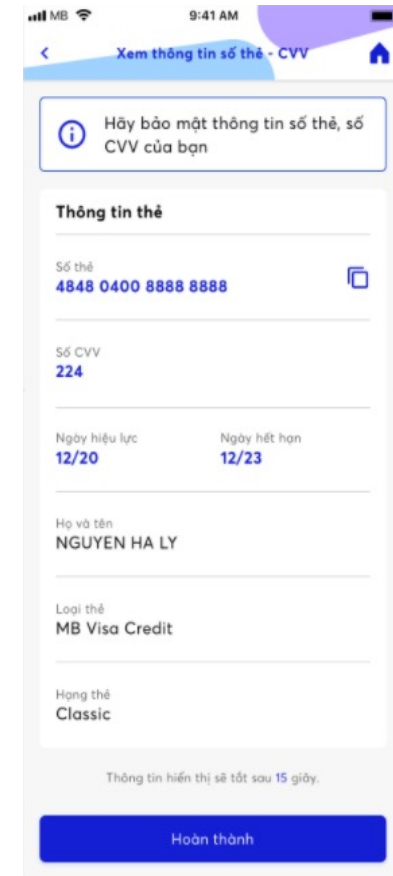 MB 9:41 AM
Xem thông tin số thẻ - CVV
Hãy bảo mật thông tin số thẻ, số
CVV của bạn
Thông tin thẻ
Số thẻ
4848 0400 8888 8888
Số CVV
224
Ngày hiệu lực Ngày hết hạn
12/20 12/23
Họ và tên
NGUYEN HA LY
Loại thẻ
MB Visa Credit
Hạng thẻ
Classic
Thông tin hiển thị sẽ tắt sau 15 giây.
Hoàn thành